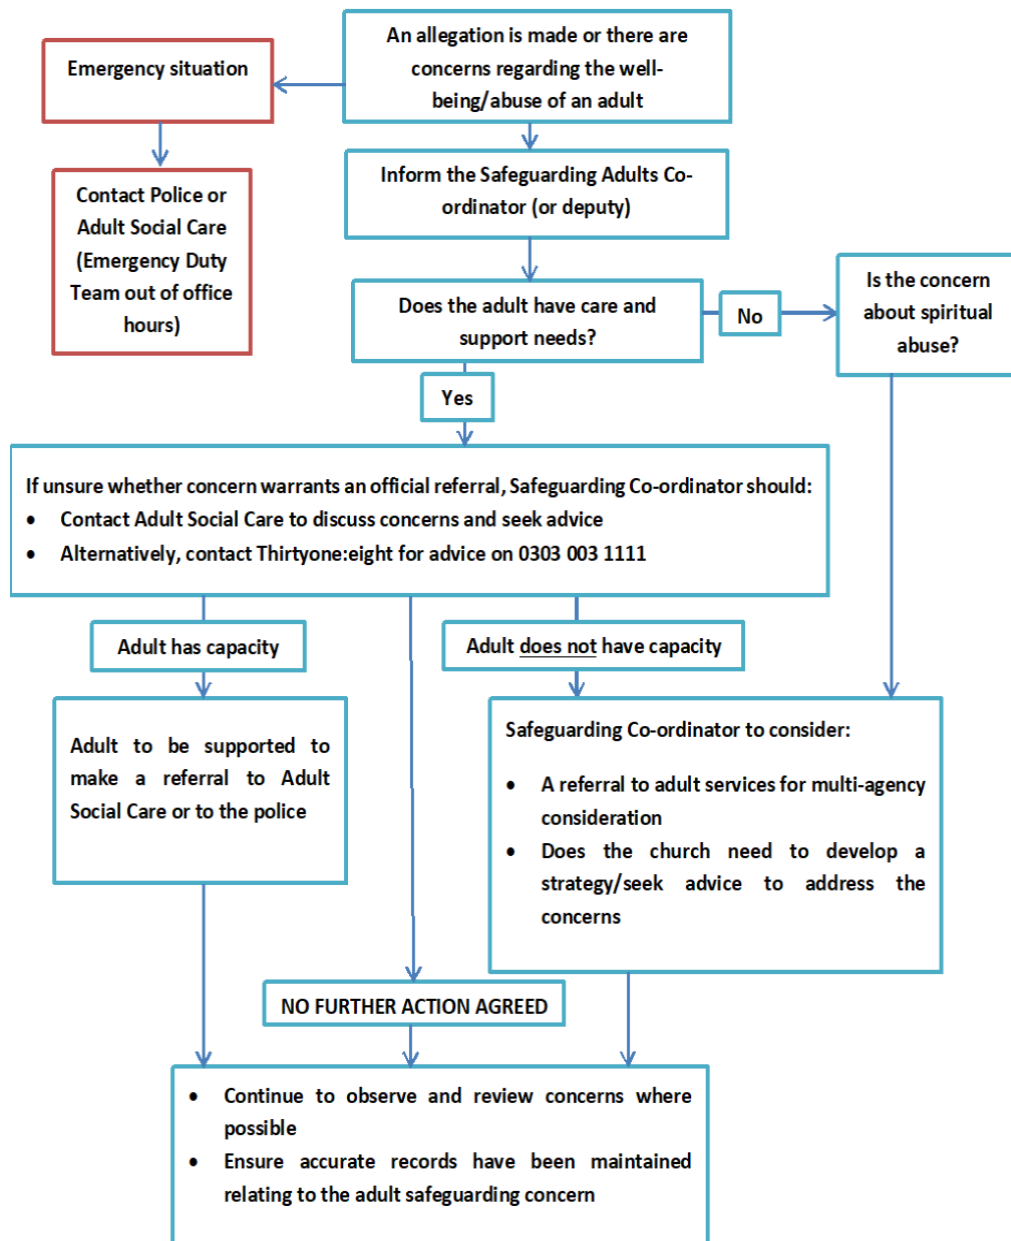 An allegation is made or there are
concerns regarding the well-
being/abuse of an adult
Emergency situation
Contact Police or
Adult Social Care
(Emergency Duty
Team out of office
hours)
Inform the Safeguarding Adults Co-
ordinator (or deputy)
Does the adult have care and
support needs?
No
Is the concern
about spiritual
abuse?
Yes
If unsure whether concern warrants an official referral, Safeguarding Co-ordinator should:
• Contact Adult Social Care to discuss concerns and seek advice
• Alternatively, contact Thirtyone:eight for advice on 0303 003 1111
Adult has capacity
Adult does not have capacity
Adult to be supported to
make a referral to Adult
Social Care or to the police
Safeguarding Co-ordinator to consider:
• A referral to adult services for multi-agency
consideration
• Does the church need to develop a
strategy/seek advice to address the
concerns
NO FURTHER ACTION AGREED
• Continue to observe and review concerns where
possible
• Ensure accurate records have been maintained
relating to the adult safeguarding concern